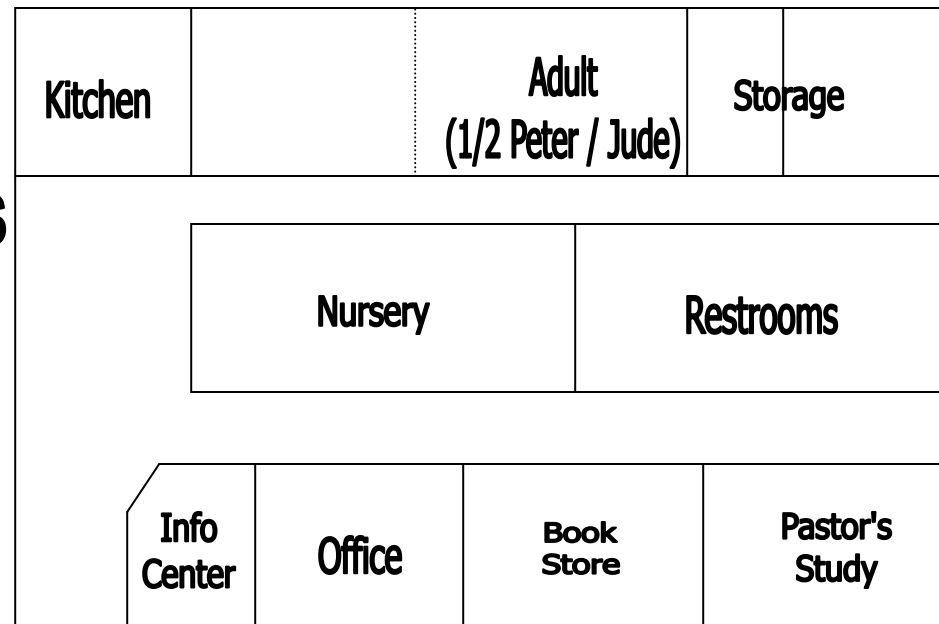 Kitchen
Adult
(1/2 Peter / Jude)
Storage
Nursery
Restrooms
Info
Center
Office
Book
Store
Pastor's
Study